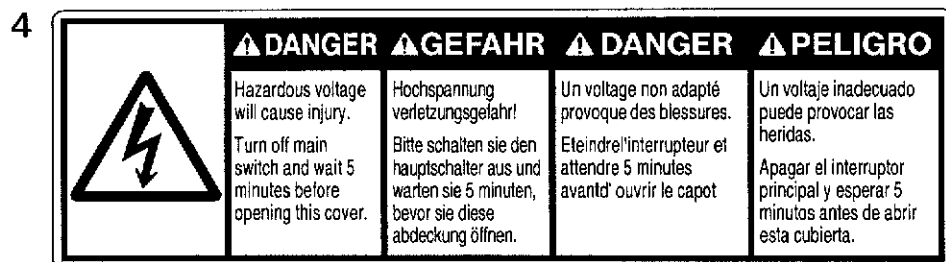 4
DANGER
Hazardous voltage
will cause injury.
Turn off main
switch and wait 5
minutes before
opening this cover.
GEFAHR
Hochspannung
verletzungsgefahr!
Bitte schalten sie den
hauptschalter aus und
warten sie 5 minuten,
bevor sie diese
abdeckung öffnen.
DANGER
Un voltage non adapté
provoque des blessures.
Eteindrel'interrupteur et
attendre 5 minutes
avantd' ouvrir le capot
PELIGRO
Un voltaje inadecuado
puede provocar las
heridas.
Apagar el interruptor
principal y esperar 5
minutos antes de abrir
esta cubierta.